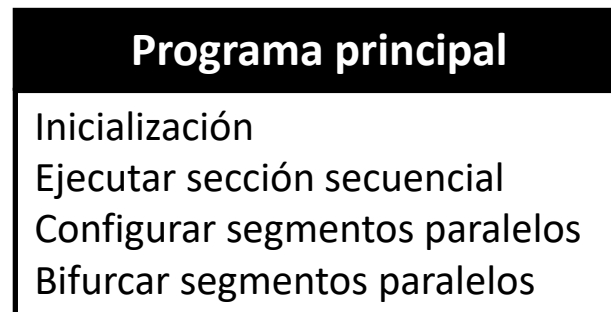 Programa principal
Inicialización
Ejecutar sección secuencial
Configurar segmentos paralelos
Bifurcar segmentos paralelos